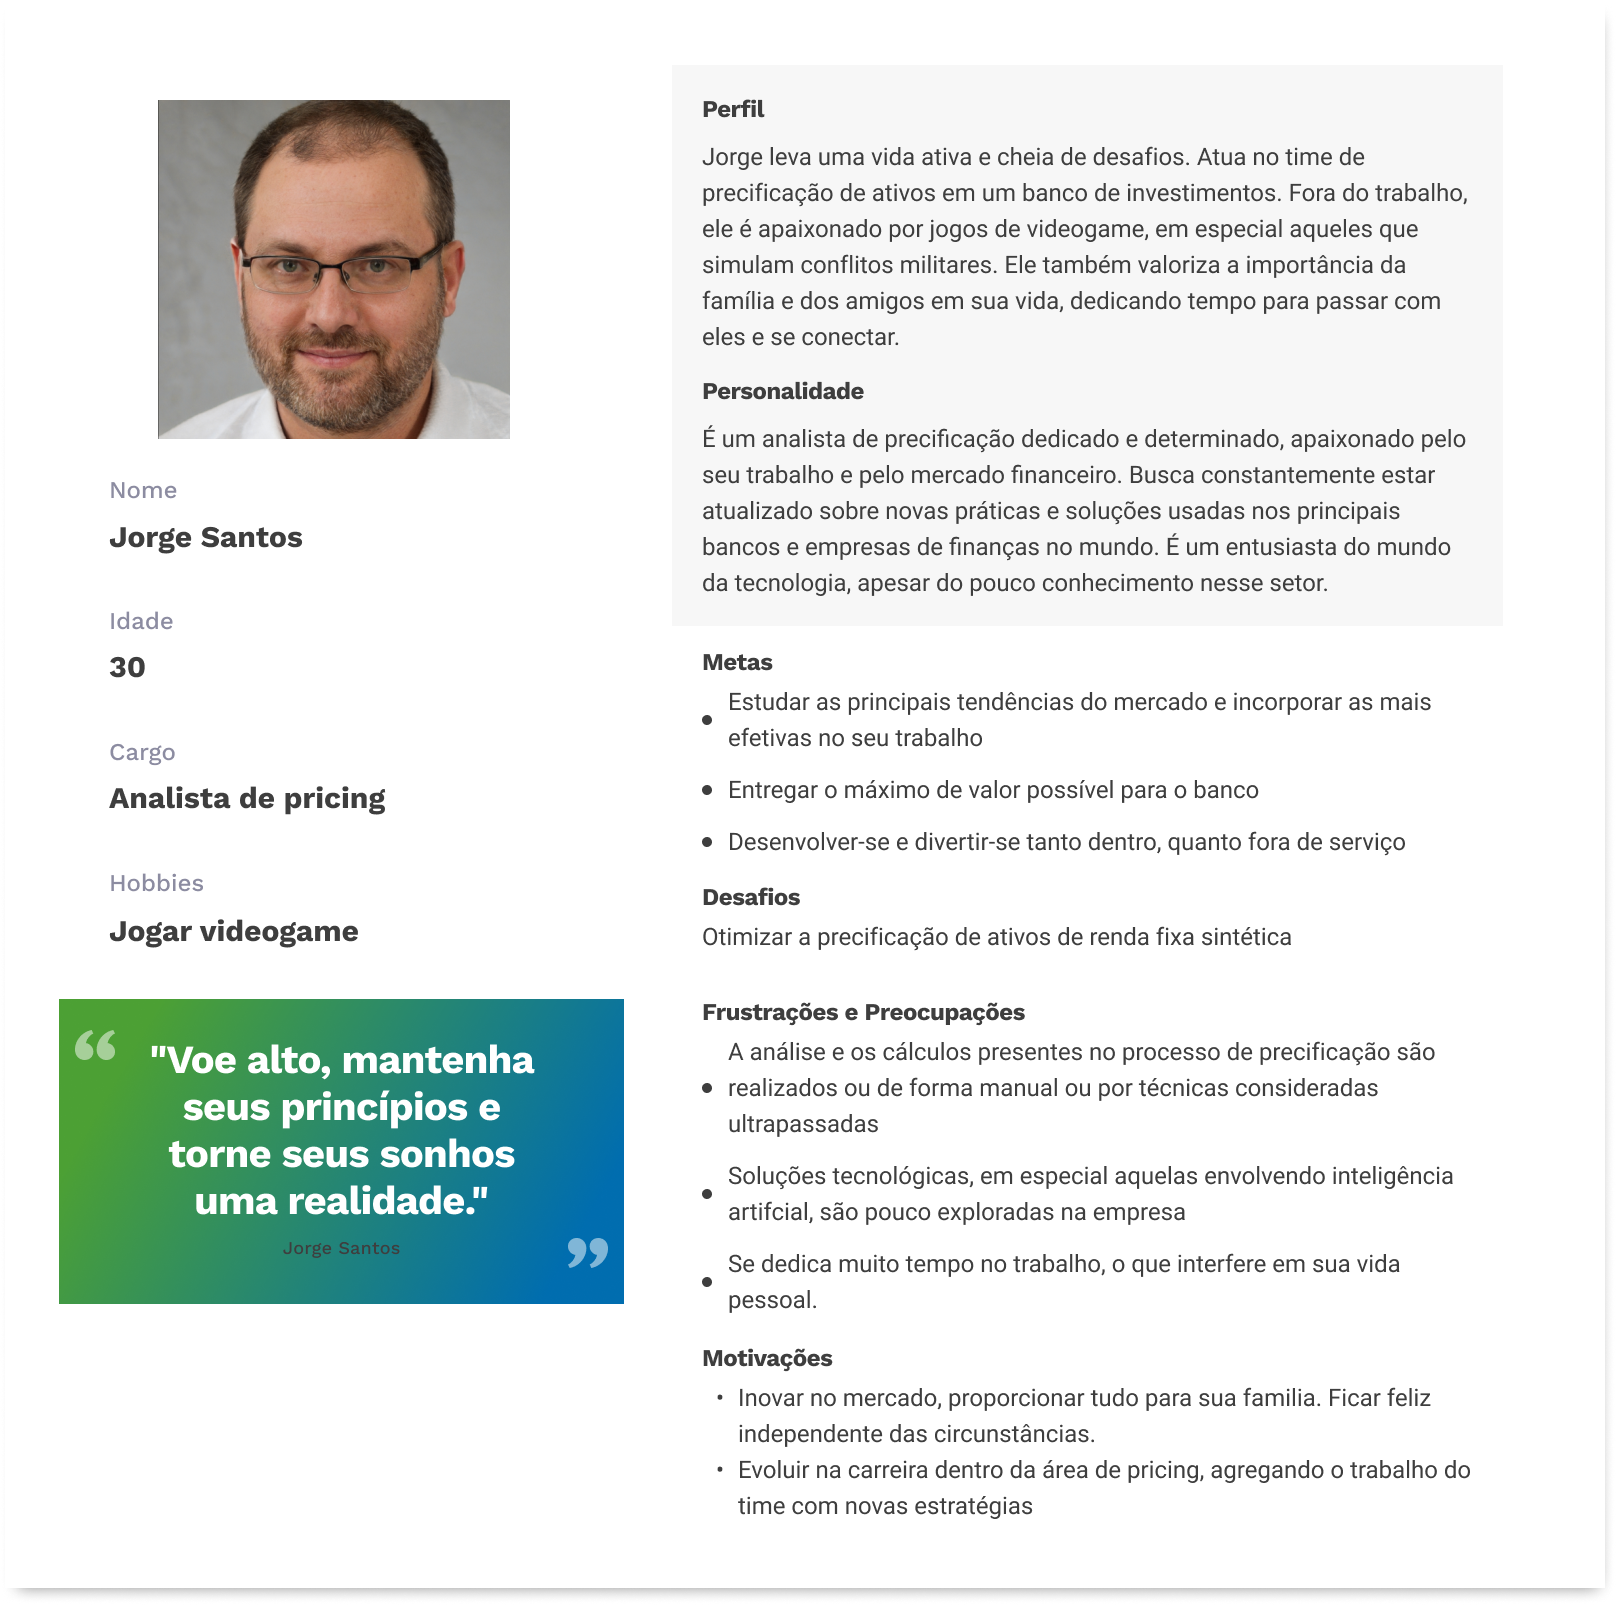 Nome
Jorge Santos
Idade
30
Cargo
Analista de pricing
Hobbies
Jogar videogame
“
"Voe alto, mantenha
seus princípios e
torne seus sonhos
uma realidade."
Jorge Santos
”
Perfil
Jorge leva uma vida ativa e cheia de desafios. Atua no time de
precificação de ativos em um banco de investimentos. Fora do trabalho,
ele é apaixonado por jogos de videogame, em especial aqueles que
simulam conflitos militares. Ele também valoriza a importância da
família e dos amigos em sua vida, dedicando tempo para passar com
eles e se conectar.
Personalidade
É um analista de precificação dedicado e determinado, apaixonado pelo
seu trabalho e pelo mercado financeiro. Busca constantemente estar
atualizado sobre novas práticas e soluções usadas nos principais
bancos e empresas de finanças no mundo. É um entusiasta do mundo
da tecnologia, apesar do pouco conhecimento nesse setor.
Metas
• Estudar as principais tendências do mercado e incorporar as mais
efetivas no seu trabalho
• Entregar o máximo de valor possível para o banco
• Desenvolver-se e divertir-se tanto dentro, quanto fora de serviço
Desafios
Otimizar a precificação de ativos de renda fixa sintética
Frustrações e Preocupações
• A análise e os cálculos presentes no processo de precificação são
realizados ou de forma manual ou por técnicas consideradas
ultrapassadas
• Soluções tecnológicas, em especial aquelas envolvendo inteligência
artifcial, são pouco exploradas na empresa
• Se dedica muito tempo no trabalho, o que interfere em sua vida
pessoal.
Motivações
• Inovar no mercado, proporcionar tudo para sua familia. Ficar feliz
independente das circunstâncias.
• Evoluir na carreira dentro da área de pricing, agregando o trabalho do
time com novas estratégias